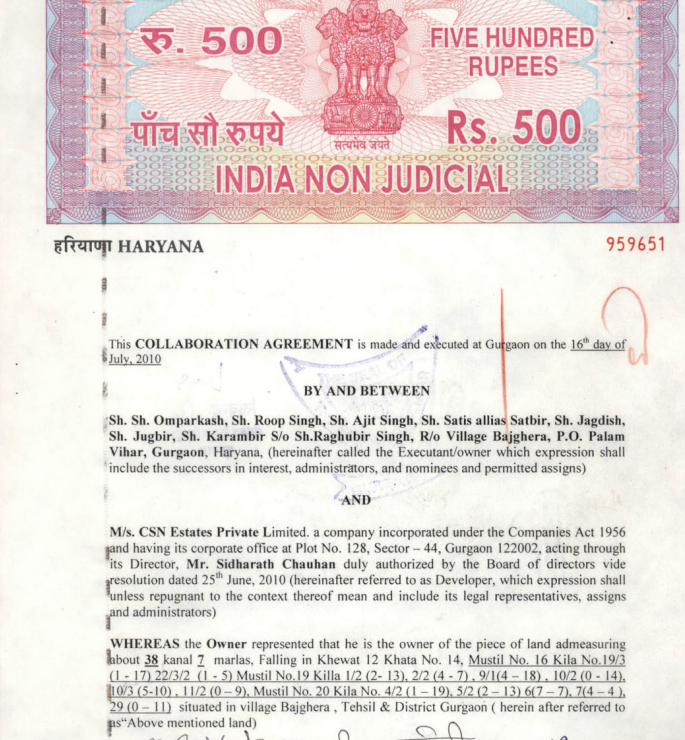 रु. 500
FIVE HUNDRED
RUPEES
पाँच सौ रुपये
सत्यमेव जयते
Rs. 500
INDIA NON JUDICIAL
हरियाणा HARYANA
959651
This COLLABORATION AGREEMENT is made and executed at Gurgaon on the 16th day of
July, 2010
BY AND BETWEEN
Sh. Sh. Omparkash, Sh. Roop Singh, Sh. Ajit Singh, Sh. Satis allias Satbir, Sh. Jagdish,
Sh. Jugbir, Sh. Karambir S/o Sh.Raghubir Singh, R/o Village Bajghera, P.O. Palam
Vihar, Gurgaon, Haryana, (hereinafter called the Executant/owner which expression shall
include the successors in interest, administrators, and nominees and permitted assigns)
AND
M/s. CSN Estates Private Limited. a company incorporated under the Companies Act 1956
and having its corporate office at Plot No. 128, Sector – 44, Gurgaon 122002, acting through
its Director, Mr. Sidharath Chauhan duly authorized by the Board of directors vide
resolution dated 25th June, 2010 (hereinafter referred to as Developer, which expression shall
unless repugnant to the context thereof mean and include its legal representatives, assigns
and administrators)
WHEREAS the Owner represented that he is the owner of the piece of land admeasuring
about 38 kanal 7 marlas, Falling in Khewat 12 Khata No. 14, Mustil No. 16 Kila No.19/3
(1 - 17) 22/3/2 (1 - 5) Mustil No.19 Killa 1/2 (2- 13), 2/2 (4 - 7) , 9/1(4 – 18) , 10/2 (0 - 14),
10/3 (5-10) , 11/2 (0 – 9), Mustil No. 20 Kila No. 4/2 (1 – 19), 5/2 (2 – 13) 6(7 – 7), 7(4 – 4 ),
29 (0 – 11) situated in village Bajghera , Tehsil & District Gurgaon ( herein after referred to
as“Above mentioned land)